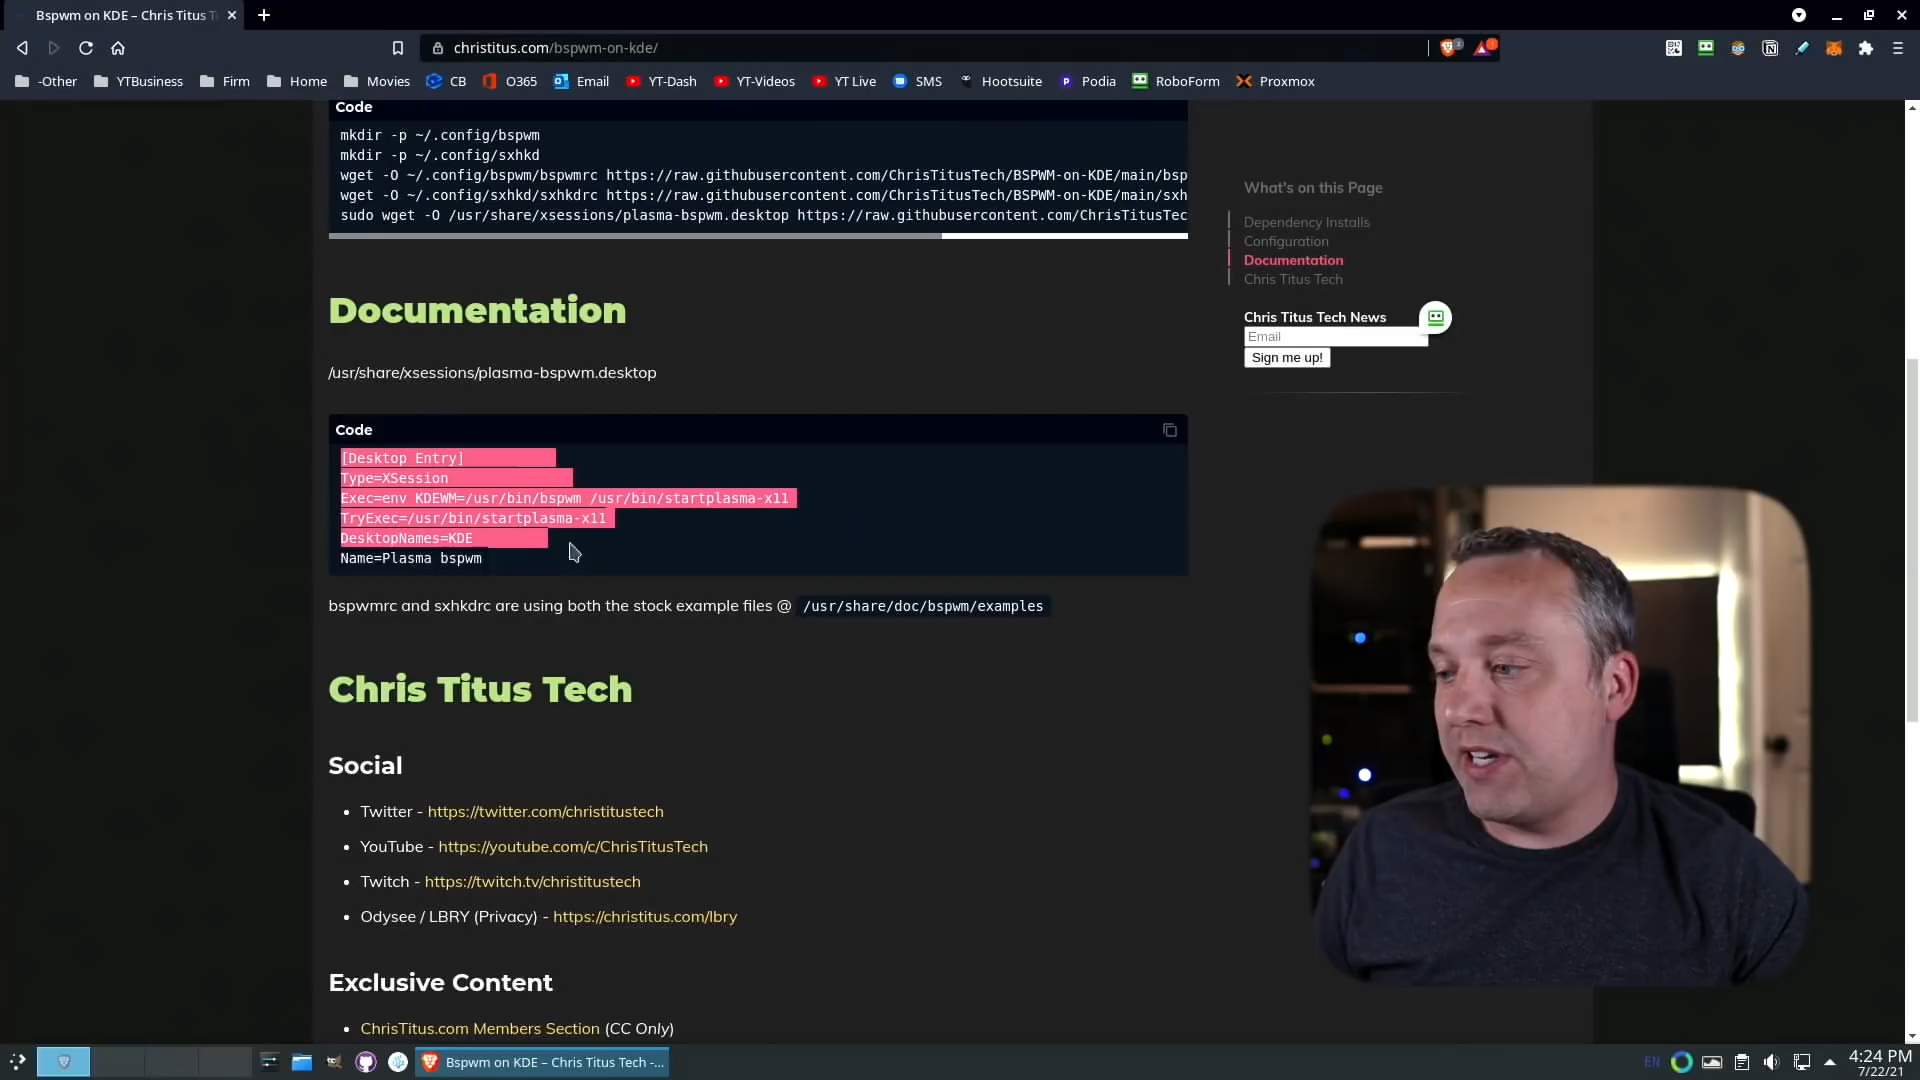 Bspwm on KDE – Chris Titus T
christitus.com/bspwm-on-kde/
-Other
YTBusiness
Firm
Home
Movies
CB
O365
Email
YT-Dash
YT-Videos
YT Live
SMS
Hootsuite
Podia
RoboForm
Proxmox
Code
mkdir -p ~/.config/bspwm
mkdir -p ~/.config/sxhkd
wget -O ~/.config/bspwm/bspwmrc https://raw.githubusercontent.com/ChrisTitusTech/BSPWM-on-KDE/main/bsp
wget -O ~/.config/sxhkd/sxhkdrc https://raw.githubusercontent.com/ChrisTitusTech/BSPWM-on-KDE/main/sxh
sudo wget -O /usr/share/xsessions/plasma-bspwm.desktop https://raw.githubusercontent.com/ChrisTitusTec
What's on this Page
Dependency Installs
Configuration
Documentation
Chris Titus Tech
Chris Titus Tech News
Email
Sign me up!
Documentation
/usr/share/xsessions/plasma-bspwm.desktop
Code
[Desktop Entry]
Type=XSession
Exec=env KDEWM=/usr/bin/bspwm /usr/bin/startplasma-x11
TryExec=/usr/bin/startplasma-x11
DesktopNames=KDE
Name=Plasma bspwm
bspwmrc and sxhkdrc are using both the stock example files @ /usr/share/doc/bspwm/examples
Chris Titus Tech
Social
• Twitter - https://twitter.com/christitustech
• YouTube - https://youtube.com/c/ChrisTitusTech
• Twitch - https://twitch.tv/christitustech
• Odysee / LBRY (Privacy) - https://christitus.com/lbry
Exclusive Content
• ChrisTitus.com Members Section (CC Only)
Bspwm on KDE – Chris Titus Tech -...
EN
4:24 PM
7/22/21